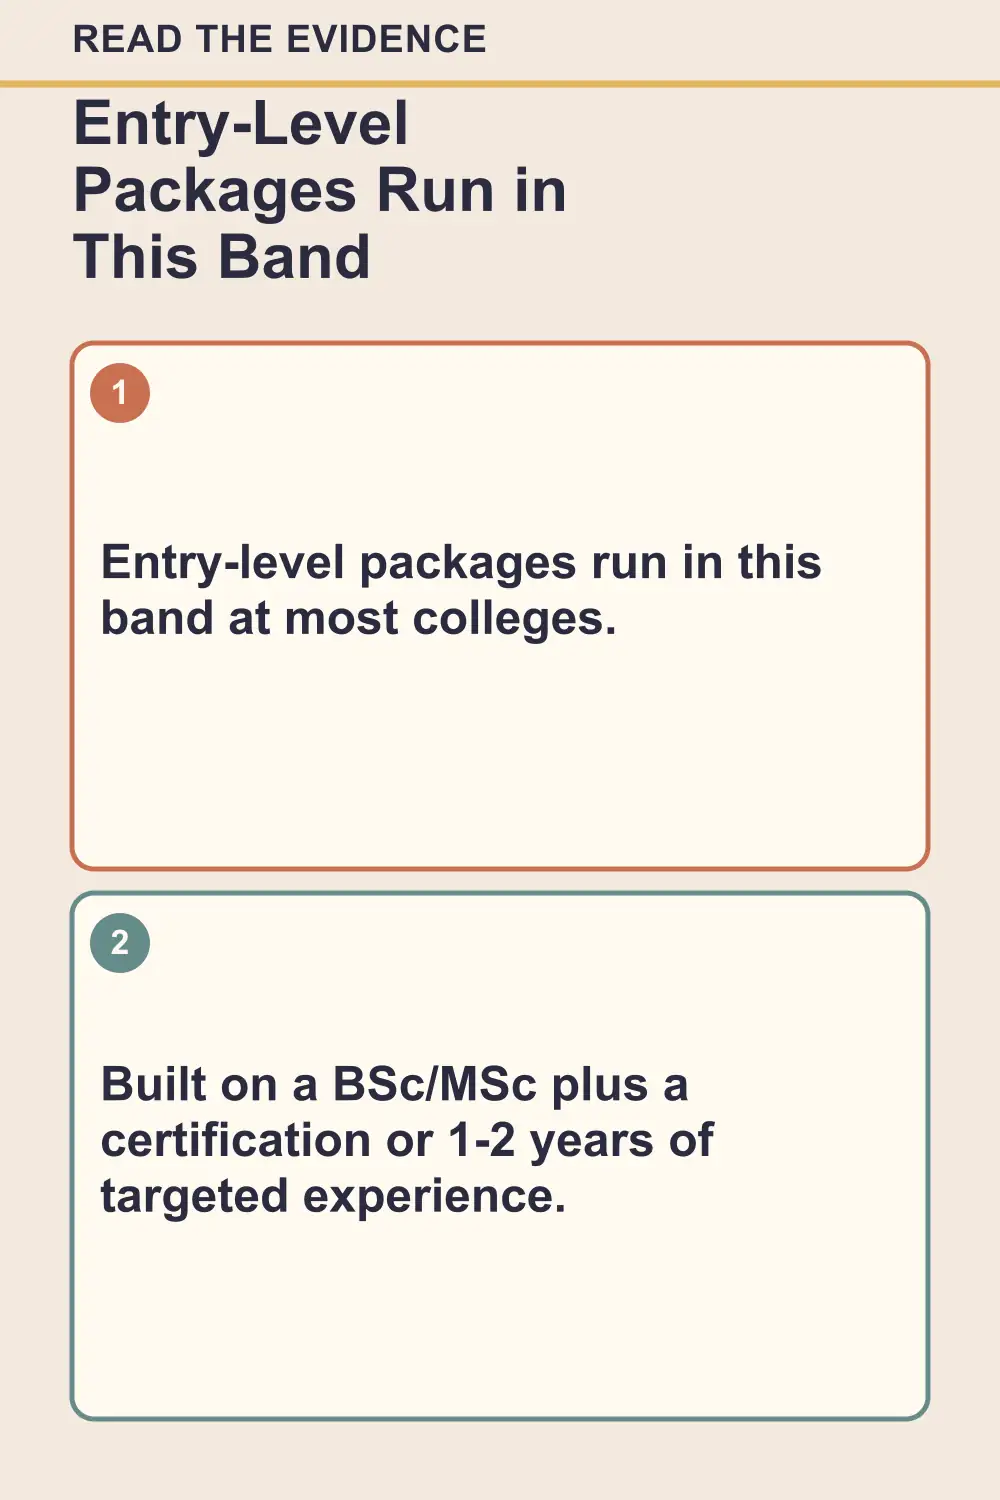 READ THE EVIDENCE
Entry-Level
Packages Run in
This Band
1
Entry-level packages run in this
band at most colleges.
2
Built on a BSc/MSc plus a
certification or 1-2 years of
targeted experience.